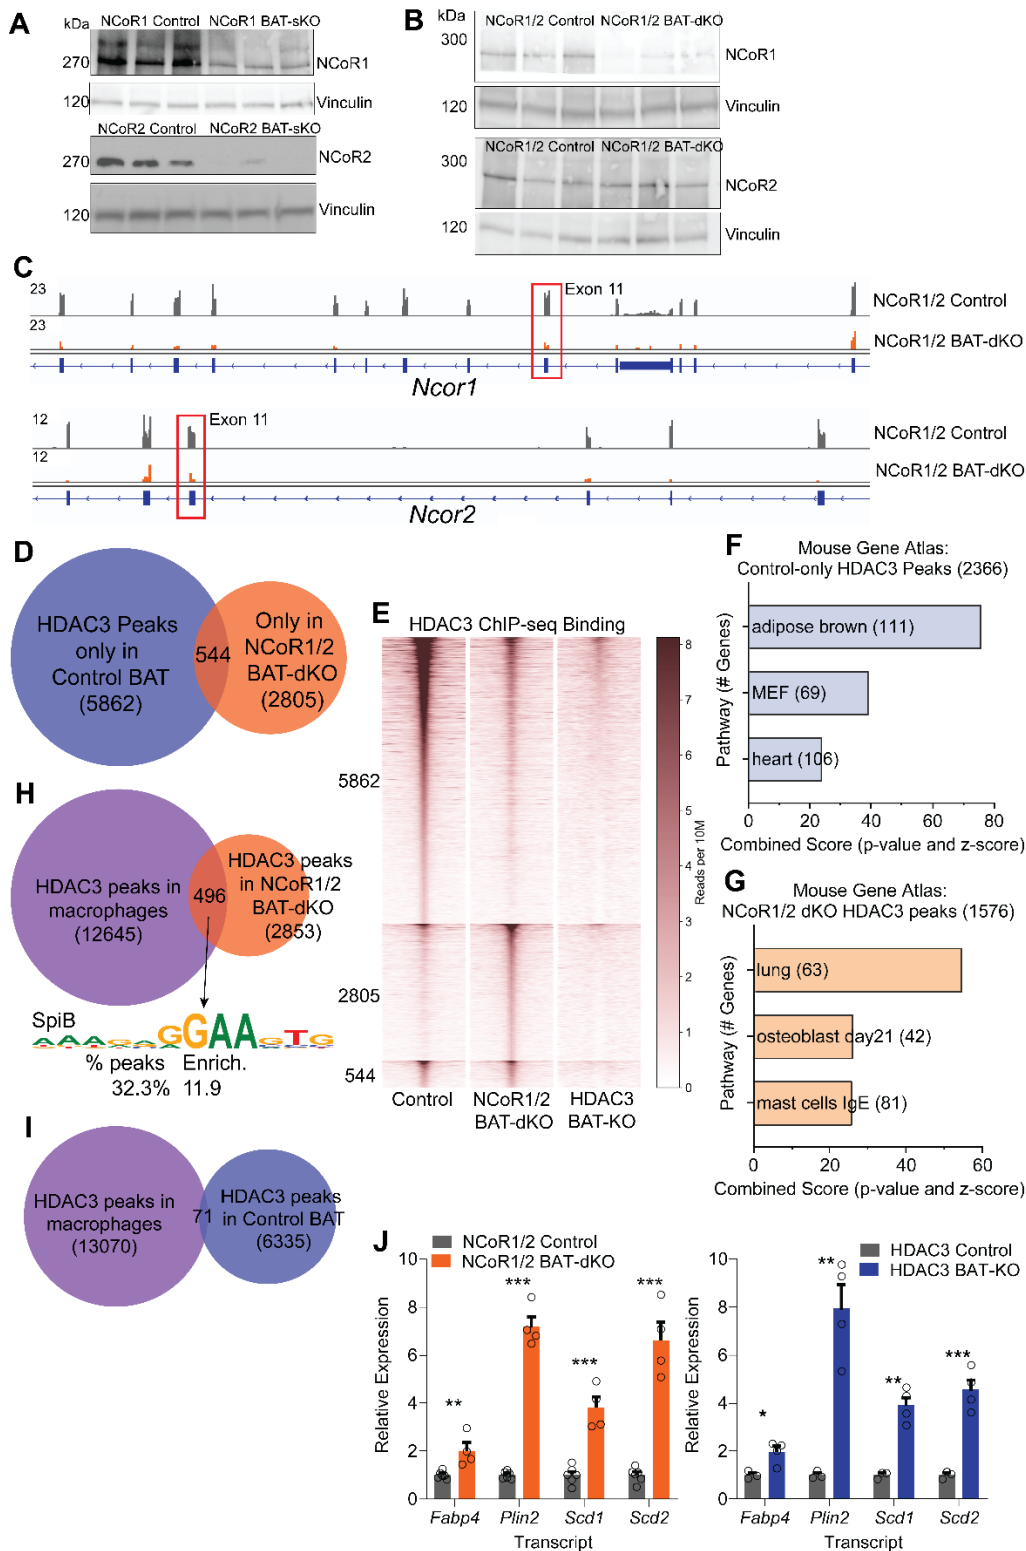 A
kDa
NCoR1 Control
NCoR1 BAT-sKO
270
NCoR1
120
Vinculin
NCoR2 Control
NCoR2 BAT-sKO
270
NCoR2
120
Vinculin
B
kDa
NCoR1/2 Control
NCoR1/2 BAT-dKO
300
NCoR1
120
Vinculin
NCoR1/2 Control
NCoR1/2 BAT-dKO
300
NCoR2
120
Vinculin
C
23
Exon 11
NCoR1/2 Control
23
NCoR1/2 BAT-dKO
Ncor1
12
Exon 11
NCoR1/2 Control
12
NCoR1/2 BAT-dKO
Ncor2
D
HDAC3 Peaks
only in
Control BAT
(5862)
544
Only in
NCoR1/2
BAT-dKO
(2805)
E
HDAC3 ChIP-seq Binding
5862
2805
544
Control
NCoR1/2
BAT-dKO
HDAC3
BAT-KO
8
7
6
5
4
3
2
1
0
Reads per 10M
F
Mouse Gene Atlas:
Control-only HDAC3 Peaks (2366)
Pathway (# Genes)
adipose brown (111)
MEF (69)
heart (106)
0 20 40 60 80
Combined Score (p-value and z-score)
G
Mouse Gene Atlas:
NCoR1/2 dKO HDAC3 peaks (1576)
Pathway (# Genes)
lung (63)
osteoblast day21 (42)
mast cells IgE (81)
0 20 40 60
Combined Score (p-value and z-score)
H
HDAC3 peaks in
macrophages
(12645)
496
HDAC3 peaks
in NCoR1/2
BAT-dKO
(2853)
SpiB
AAAGAGGAAGTG
% peaks Enrich.
32.3% 11.9
I
HDAC3 peaks in
macrophages
(13070)
71
HDAC3 peaks
in Control BAT
(6335)
J
NCoR1/2 Control
NCoR1/2 BAT-dKO
Relative Expression
10
8
6
4
2
0
**
***
***
***
Fabp4 Plin2 Scd1 Scd2
Transcript
HDAC3 Control
HDAC3 BAT-KO
Relative Expression
10
8
6
4
2
0
*
**
**
***
Fabp4 Plin2 Scd1 Scd2
Transcript